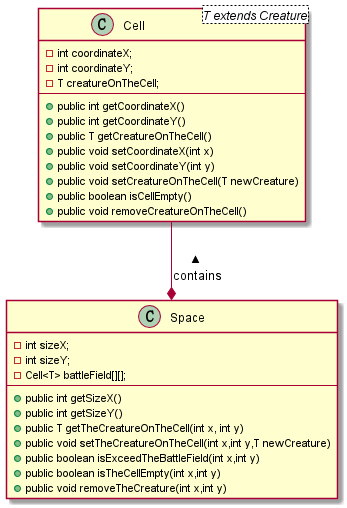 T extends Creature
C Cell
int coordinateX;
int coordinateY;
T creatureOnTheCell;
public int getCoordinateX()
public int getCoordinateY()
public T getCreatureOnTheCell()
public void setCoordinateX(int x)
public void setCoordinateY(int y)
public void setCreatureOnTheCell(T newCreature)
public boolean isCellEmpty()
public void removeCreatureOnTheCell()
contains
C Space
int sizeX;
int sizeY;
Cell<T> battleField[][];
public int getSizeX()
public int getSizeY()
public T getTheCreatureOnTheCell(int x, int y)
public void setTheCreatureOnTheCell(int x,int y,T newCreature)
public boolean isExceedTheBattleField(int x,int y)
public boolean isTheCellEmpty(int x,int y)
public void removeTheCreature(int x,int y)